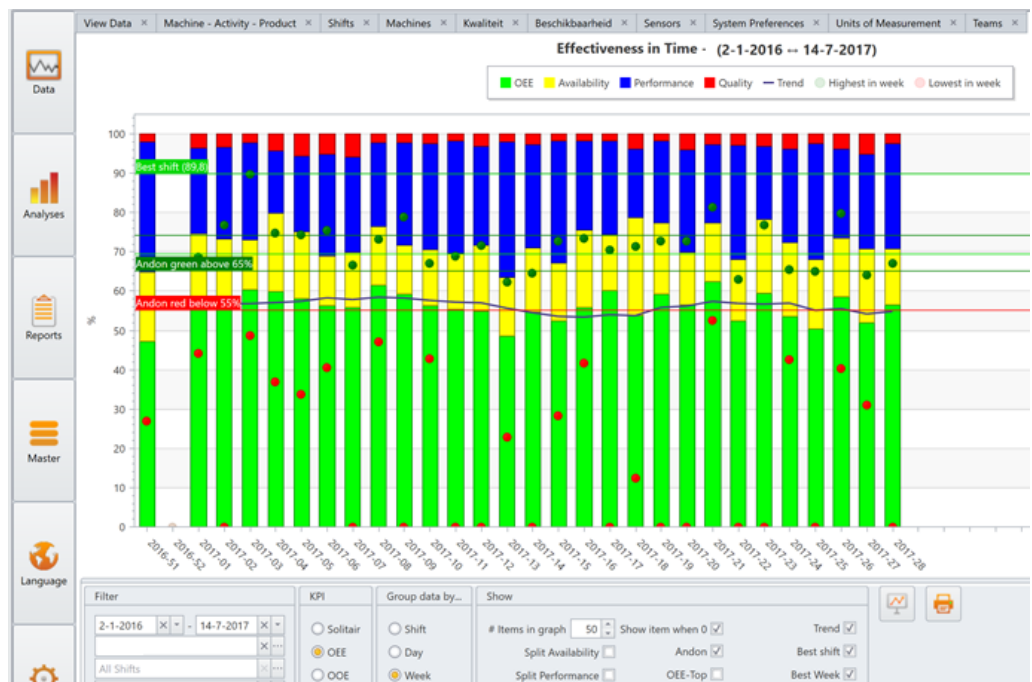 View Data × Machine - Activity - Product × Shifts × Machines × Kwaliteit × Beschikbaarheid × Sensors × System Preferences × Units of Measurement × Teams ×
Effectiveness in Time - (2-1-2016 -- 14-7-2017)
OEE Availability Performance Quality Trend Highest in week Lowest in week
Data
Analyses
Reports
Master
Language
100
90
80
70
60
50
40
30
20
10
0
%
Best shift (89,8)
Andon green above 65%
Andon red below 55%
2016-51 2016-52 2017-01 2017-02 2017-03 2017-04 2017-05 2017-06 2017-07 2017-08 2017-09 2017-10 2017-11 2017-12 2017-13 2017-14 2017-15 2017-16 2017-17 2017-18 2017-19 2017-20 2017-21 2017-22 2017-23 2017-24 2017-25 2017-26 2017-27 2017-28
Filter
2-1-2016 × - 14-7-2017 ×
× ...
All Shifts × ...
KPI
Solitair
OEE
OOE
Group data by...
Shift
Day
Week
Show
# Items in graph 50 Show item when 0 Trend
Split Availability Andon Best shift
Split Performance OEE-Top Best Week